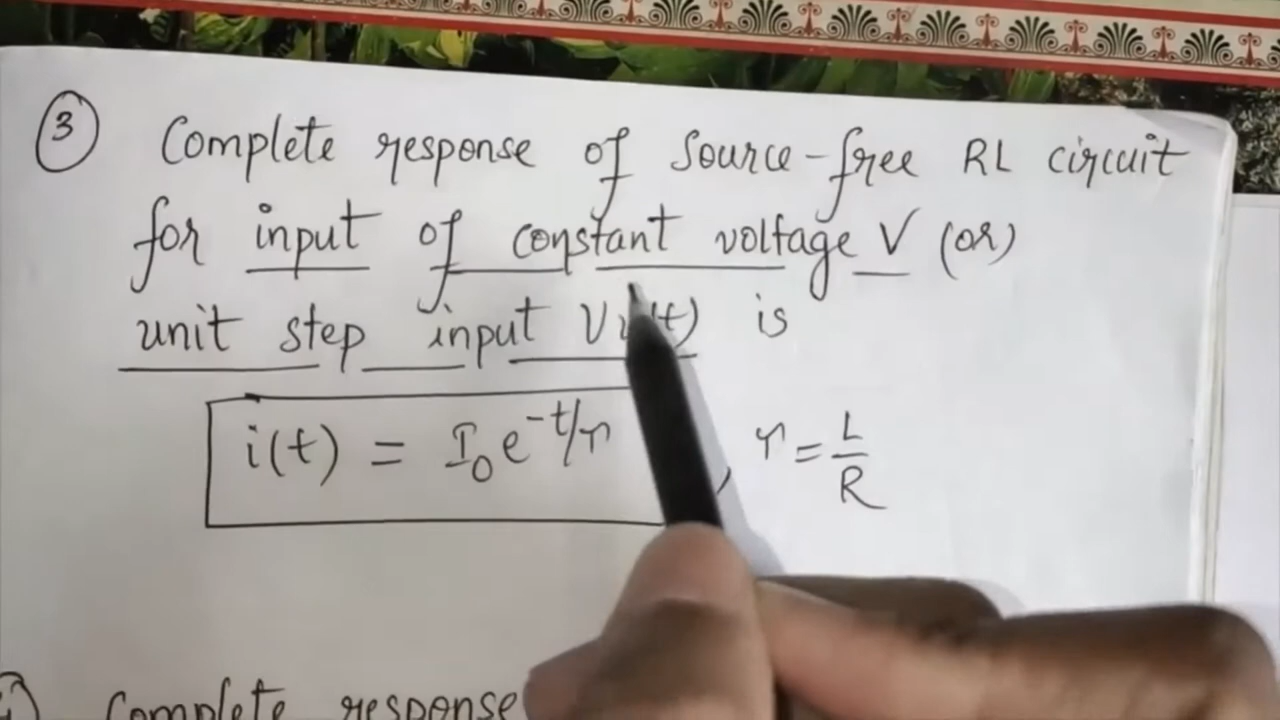 3 Complete response of Source-free RL circuit
for input of constant voltage V (or)
unit step input V (t) is
i(t) = I₀e^-t/τ , τ = L/R
Complete response